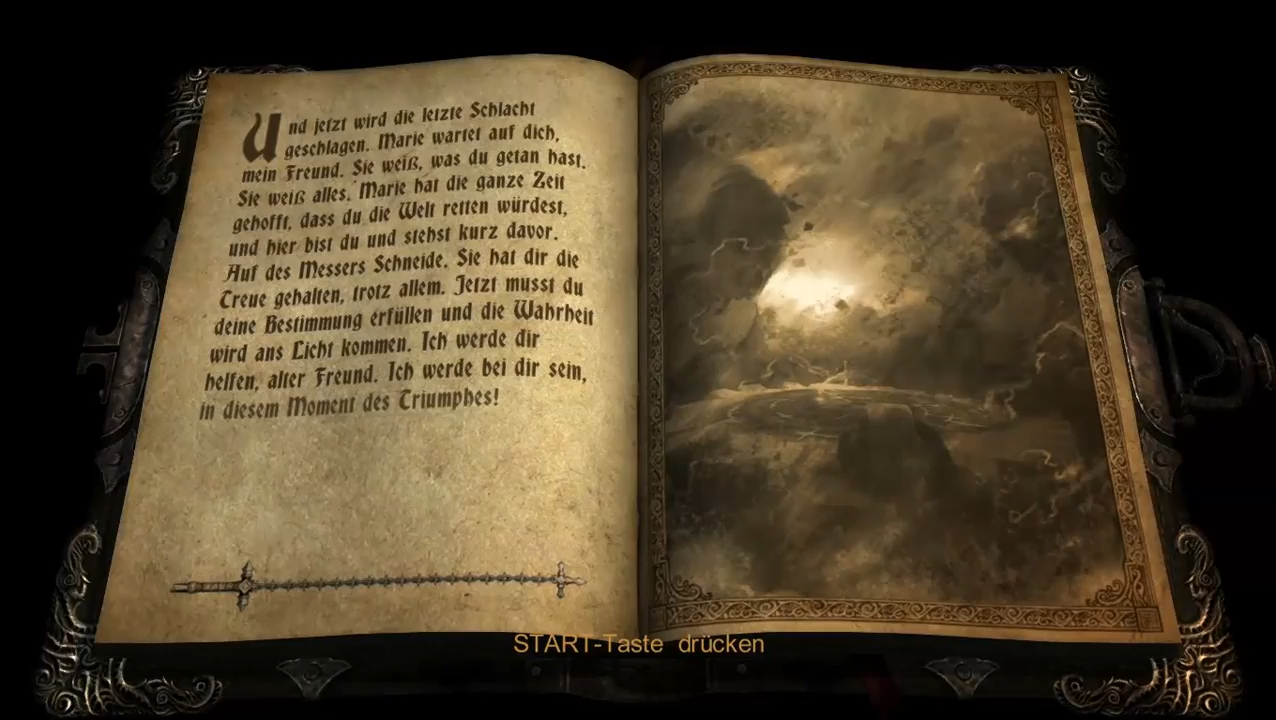 Und jetzt wird die letzte Schlacht
geschlagen. Marie wartet auf dich,
mein Freund. Sie weiß, was du getan hast.
Sie weiß alles. Marie hat die ganze Zeit
gehofft, dass du die Welt retten würdest,
und hier bist du und stehst kurz davor.
Auf des Messers Schneide. Sie hat dir die
Treue gehalten, trotz allem. Jetzt musst du
deine Bestimmung erfüllen und die Wahrheit
wird ans Licht kommen. Ich werde dir
helfen, alter Freund. Ich werde bei dir sein,
in diesem Moment des Triumphes!
START-Taste drücken